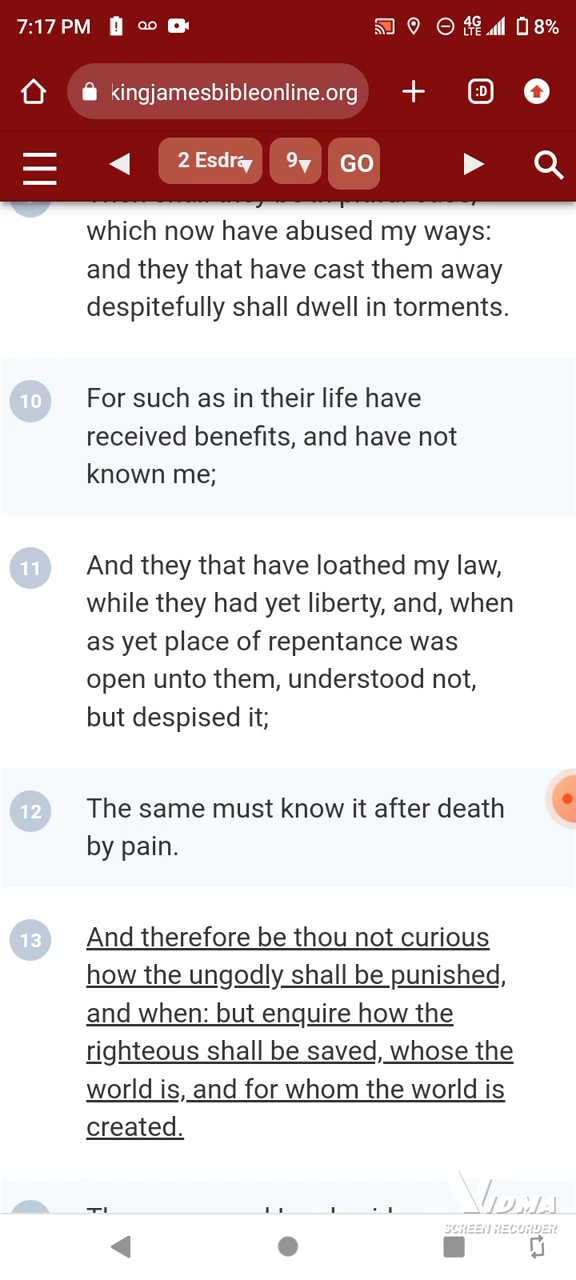 7:17 PM
4G
LTE
8%
kingjamesbibleonline.org
:D
2 Esdra
9
GO
which now have abused my ways:
and they that have cast them away
despitefully shall dwell in torments.
10
For such as in their life have
received benefits, and have not
known me;
11
And they that have loathed my law,
while they had yet liberty, and, when
as yet place of repentance was
open unto them, understood not,
but despised it;
12
The same must know it after death
by pain.
13
And therefore be thou not curious
how the ungodly shall be punished,
and when: but enquire how the
righteous shall be saved, whose the
world is, and for whom the world is
created.
VIDMA
SCREEN RECORDER